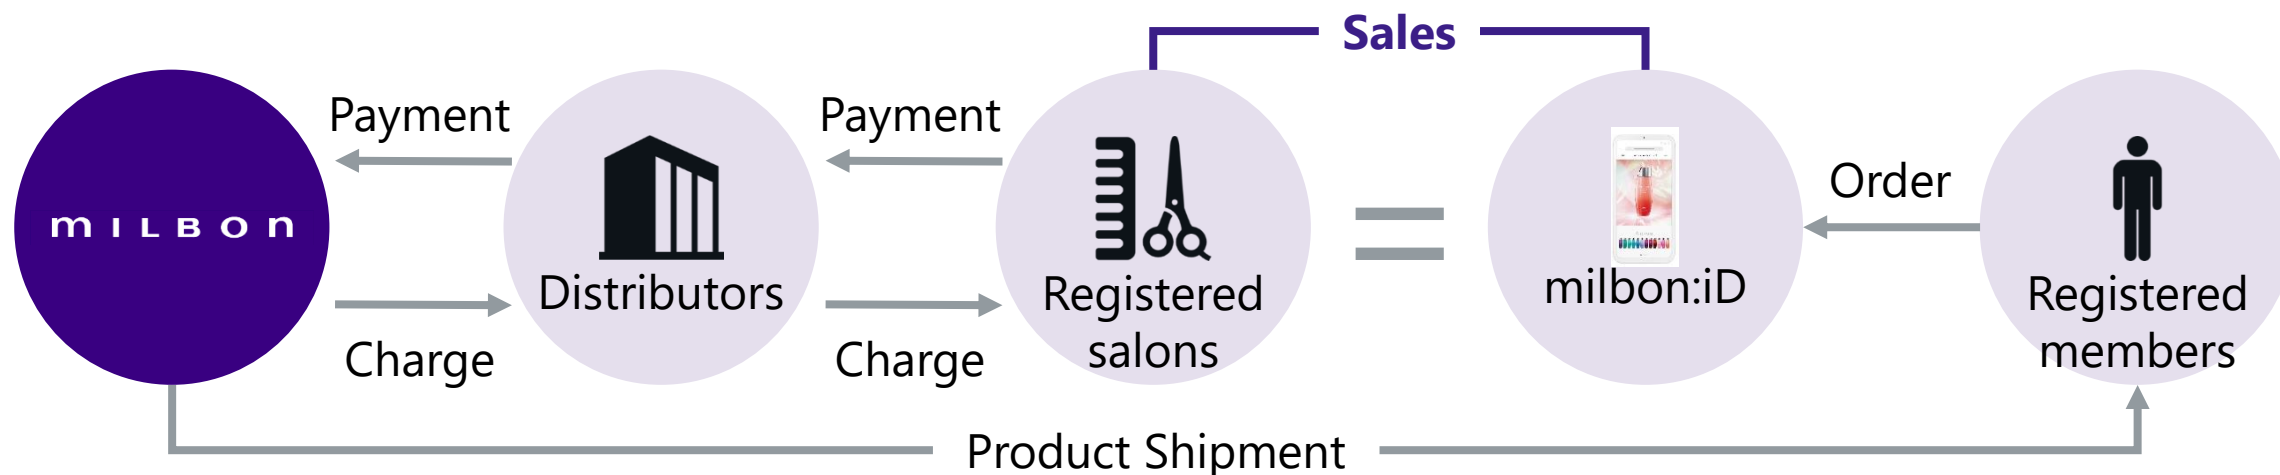 Sales
Payment
Payment
Order
MILBON
Distributors
Registered
salons
milbon:iD
Registered
members
Charge
Charge
Product Shipment